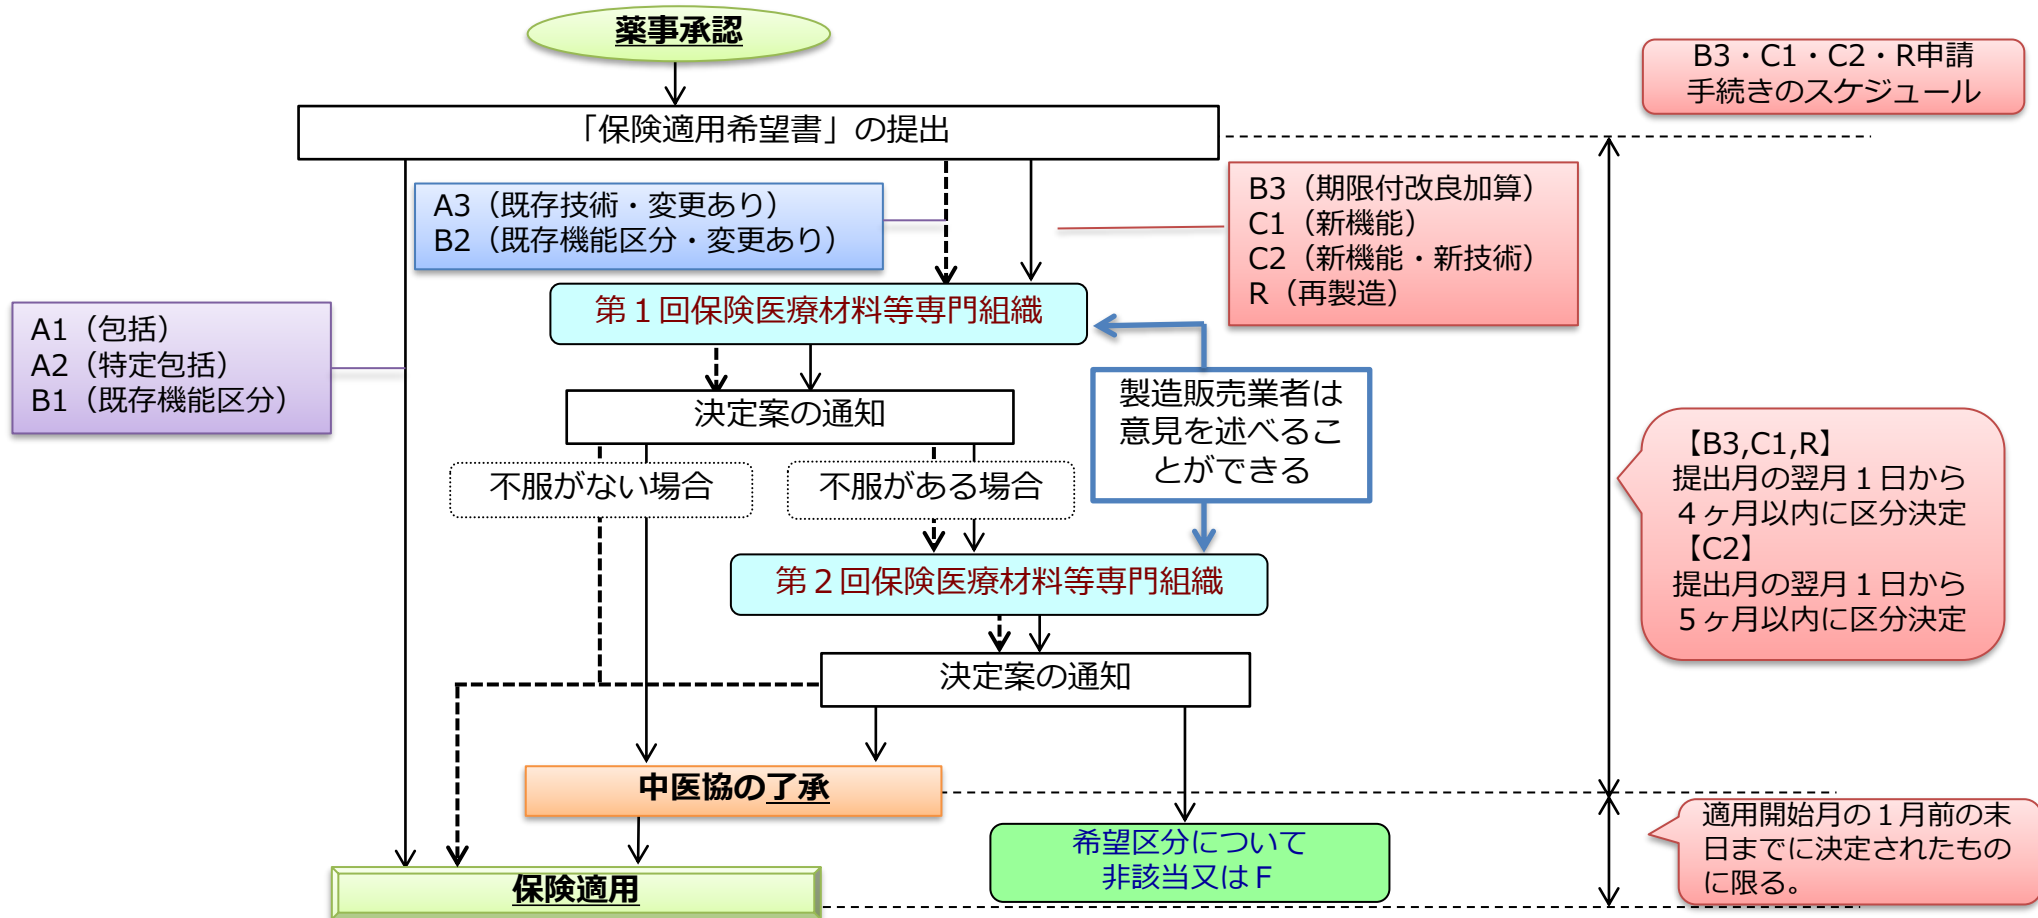 薬事承認
B3・C1・C2・R申請
手続きのスケジュール
「保険適用希望書」の提出
A3（既存技術・変更あり）
B2（既存機能区分・変更あり）
B3（期限付改良加算）
C1（新機能）
C2（新機能・新技術）
R（再製造）
第１回保険医療材料等専門組織
A1（包括）
A2（特定包括）
B1（既存機能区分）
決定案の通知
製造販売業者は
意見を述べるこ
とができる
不服がない場合
不服がある場合
【B3,C1,R】
提出月の翌月１日から
４ヶ月以内に区分決定
【C2】
提出月の翌月１日から
５ヶ月以内に区分決定
第２回保険医療材料等専門組織
決定案の通知
中医協の了承
適用開始月の１月前の末
日までに決定されたもの
に限る。
希望区分について
非該当又はＦ
保険適用